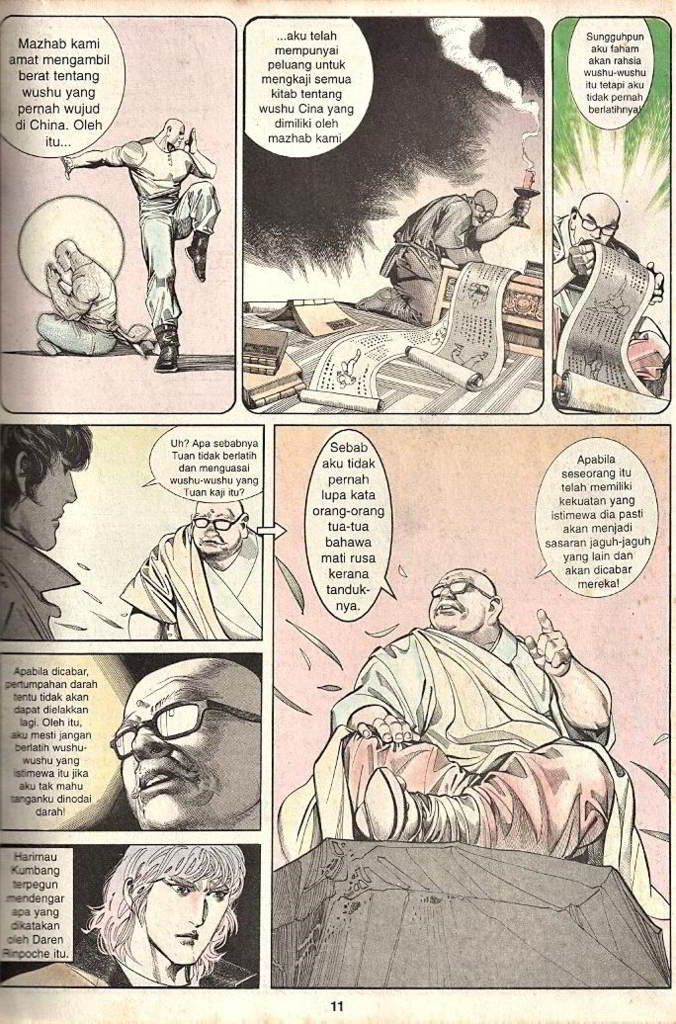 Mazhab kami
amat mengambil
berat tentang
wushu yang
pernah wujud
di China. Oleh
itu...
...aku telah
mempunyai
peluang untuk
mengkaji semua
kitab tentang
wushu Cina yang
dimiliki oleh
mazhab kami
Sungguhpun
aku faham
akan rahsia
wushu-wushu
itu tetapi aku
tidak pernah
berlatihnya!
Uh? Apa sebabnya
Tuan tidak berlatih
dan menguasai
wushu-wushu yang
Tuan kaji itu?
Sebab
aku tidak
pernah
lupa kata
orang-orang
tua-tua
bahawa
mati rusa
kerana
tanduk-
nya.
Apabila
seseorang itu
telah memiliki
kekuatan yang
istimewa dia pasti
akan menjadi
sasaran jaguh-jaguh
yang lain dan
akan dicabar
mereka!
Apabila dicabar,
pertumpahan darah
tentu tidak akan
dapat dielakkan
lagi. Oleh itu,
aku mesti jangan
berlatih wushu-
wushu yang
istimewa itu jika
aku tak mahu
tanganku dinodai
darah!
Harimau
Kumbang
terpegun
mendengar
apa yang
dikatakan
oleh Daren
Rinpoche itu.
11